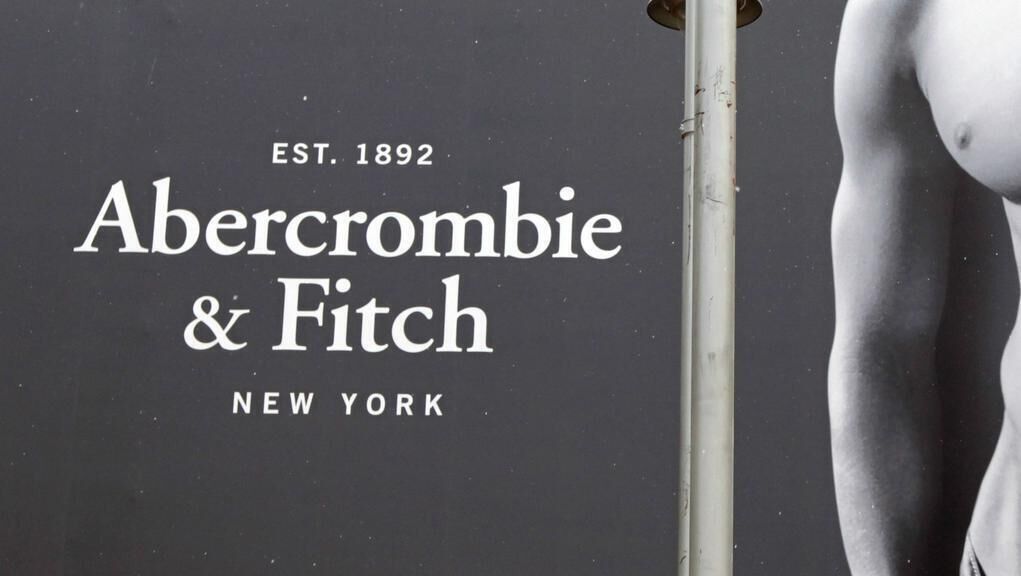 EST. 1892
Abercrombie
& Fitch
NEW YORK